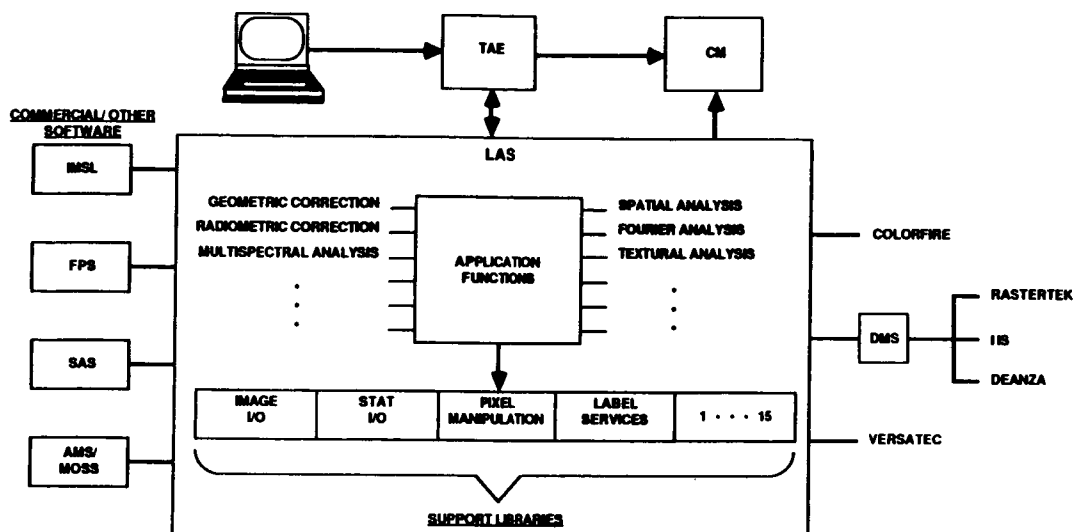 TAE
CM
COMMERCIAL/ OTHER
SOFTWARE
IMSL
FPS
SAS
AMS/
MOSS
LAS
GEOMETRIC CORRECTION
RADIOMETRIC CORRECTION
MULTISPECTRAL ANALYSIS
APPLICATION
FUNCTIONS
SPATIAL ANALYSIS
FOURIER ANALYSIS
TEXTURAL ANALYSIS
IMAGE
I/O
STAT
I/O
PIXEL
MANIPULATION
LABEL
SERVICES
1 · · · 15
SUPPORT LIBRARIES
COLORFIRE
DMS
RASTERTEK
IIS
DEANZA
VERSATEC